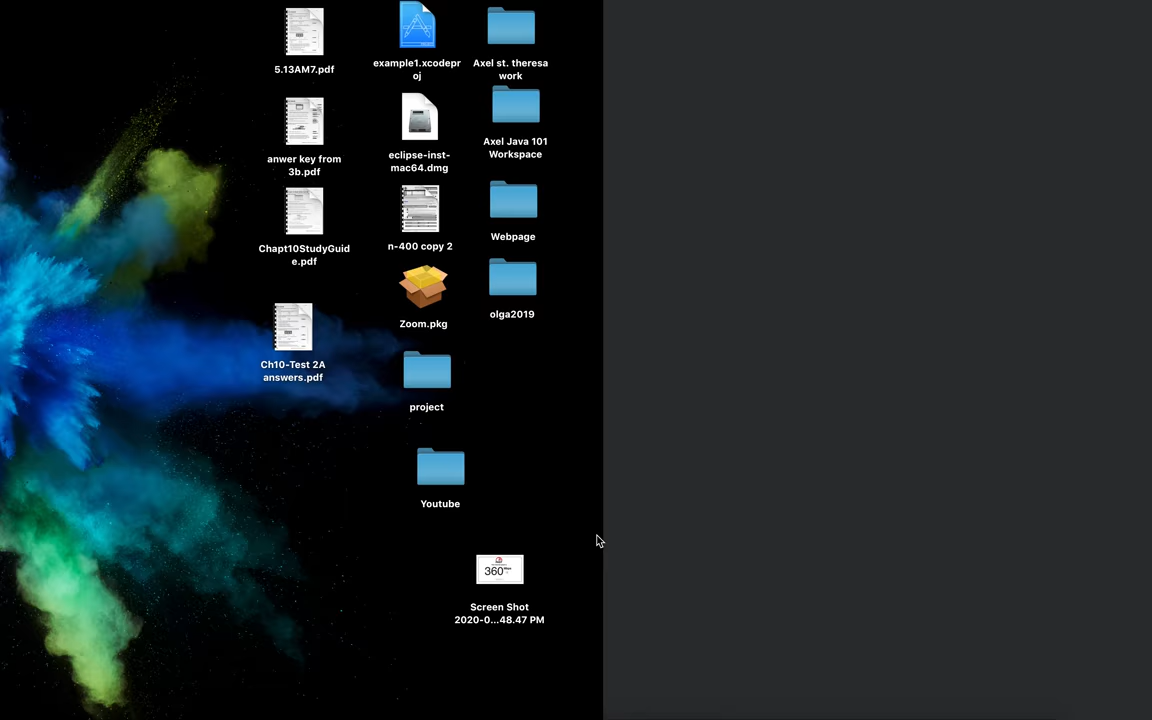 5.13AM7.pdf
example1.xcodepr
oj
Axel st. theresa
work
anwer key from
3b.pdf
eclipse-inst-
mac64.dmg
Axel Java 101
Workspace
Chapt10StudyGuid
e.pdf
n-400 copy 2
Webpage
Zoom.pkg
olga2019
Ch10-Test 2A
answers.pdf
project
Youtube
360
Screen Shot
2020-0...48.47 PM